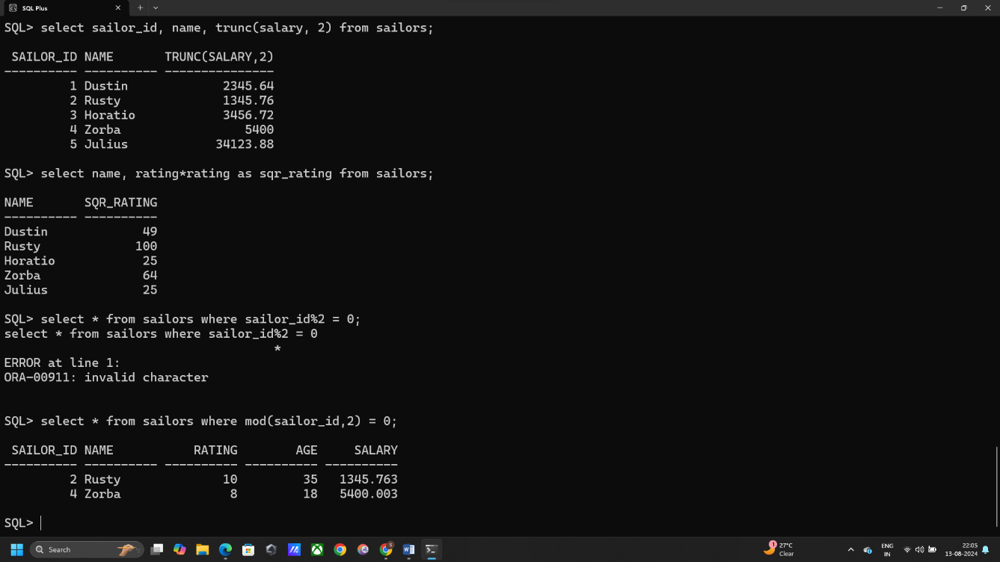 SQL Plus
SQL> select sailor_id, name, trunc(salary, 2) from sailors;
SAILOR_ID NAME TRUNC(SALARY,2)
---------- ---------- ---------------
1 Dustin 2345.64
2 Rusty 1345.76
3 Horatio 3456.72
4 Zorba 5400
5 Julius 34123.88
SQL> select name, rating*rating as sqr_rating from sailors;
NAME SQR_RATING
---------- ----------
Dustin 49
Rusty 100
Horatio 25
Zorba 64
Julius 25
SQL> select * from sailors where sailor_id%2 = 0;
select * from sailors where sailor_id%2 = 0
*
ERROR at line 1:
ORA-00911: invalid character
SQL> select * from sailors where mod(sailor_id,2) = 0;
SAILOR_ID NAME RATING AGE SALARY
---------- ---------- ---------- ---------- ----------
2 Rusty 10 35 1345.763
4 Zorba 8 18 5400.003
SQL>
Search
1
27°C
Clear
ENG
IN
22:05
13-08-2024